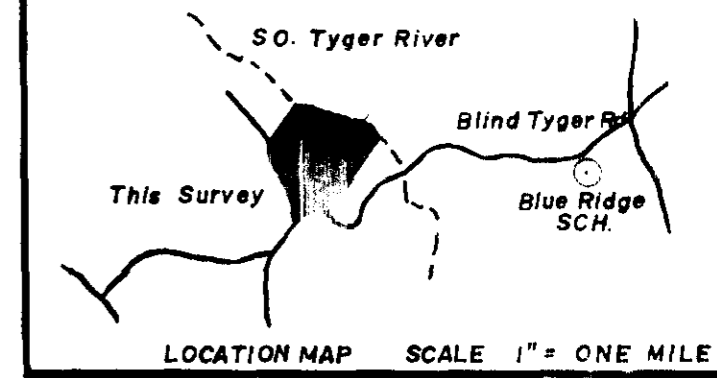 SO. Tyger River
Blind Tyger Rd.
This Survey
Blue Ridge
SCH.
LOCATION MAP SCALE 1" = ONE MILE